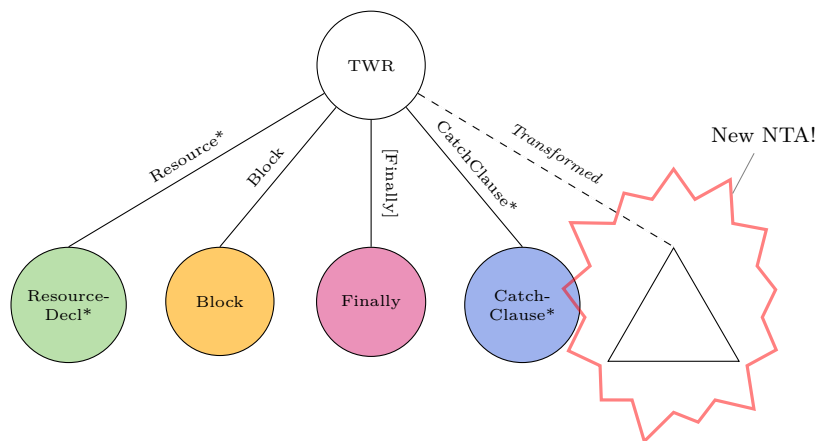 TWR
New NTA!
Resource*
Block
[Finally]
CatchClause*
Transformed
Resource-
Decl*
Block
Finally
Catch-
Clause*